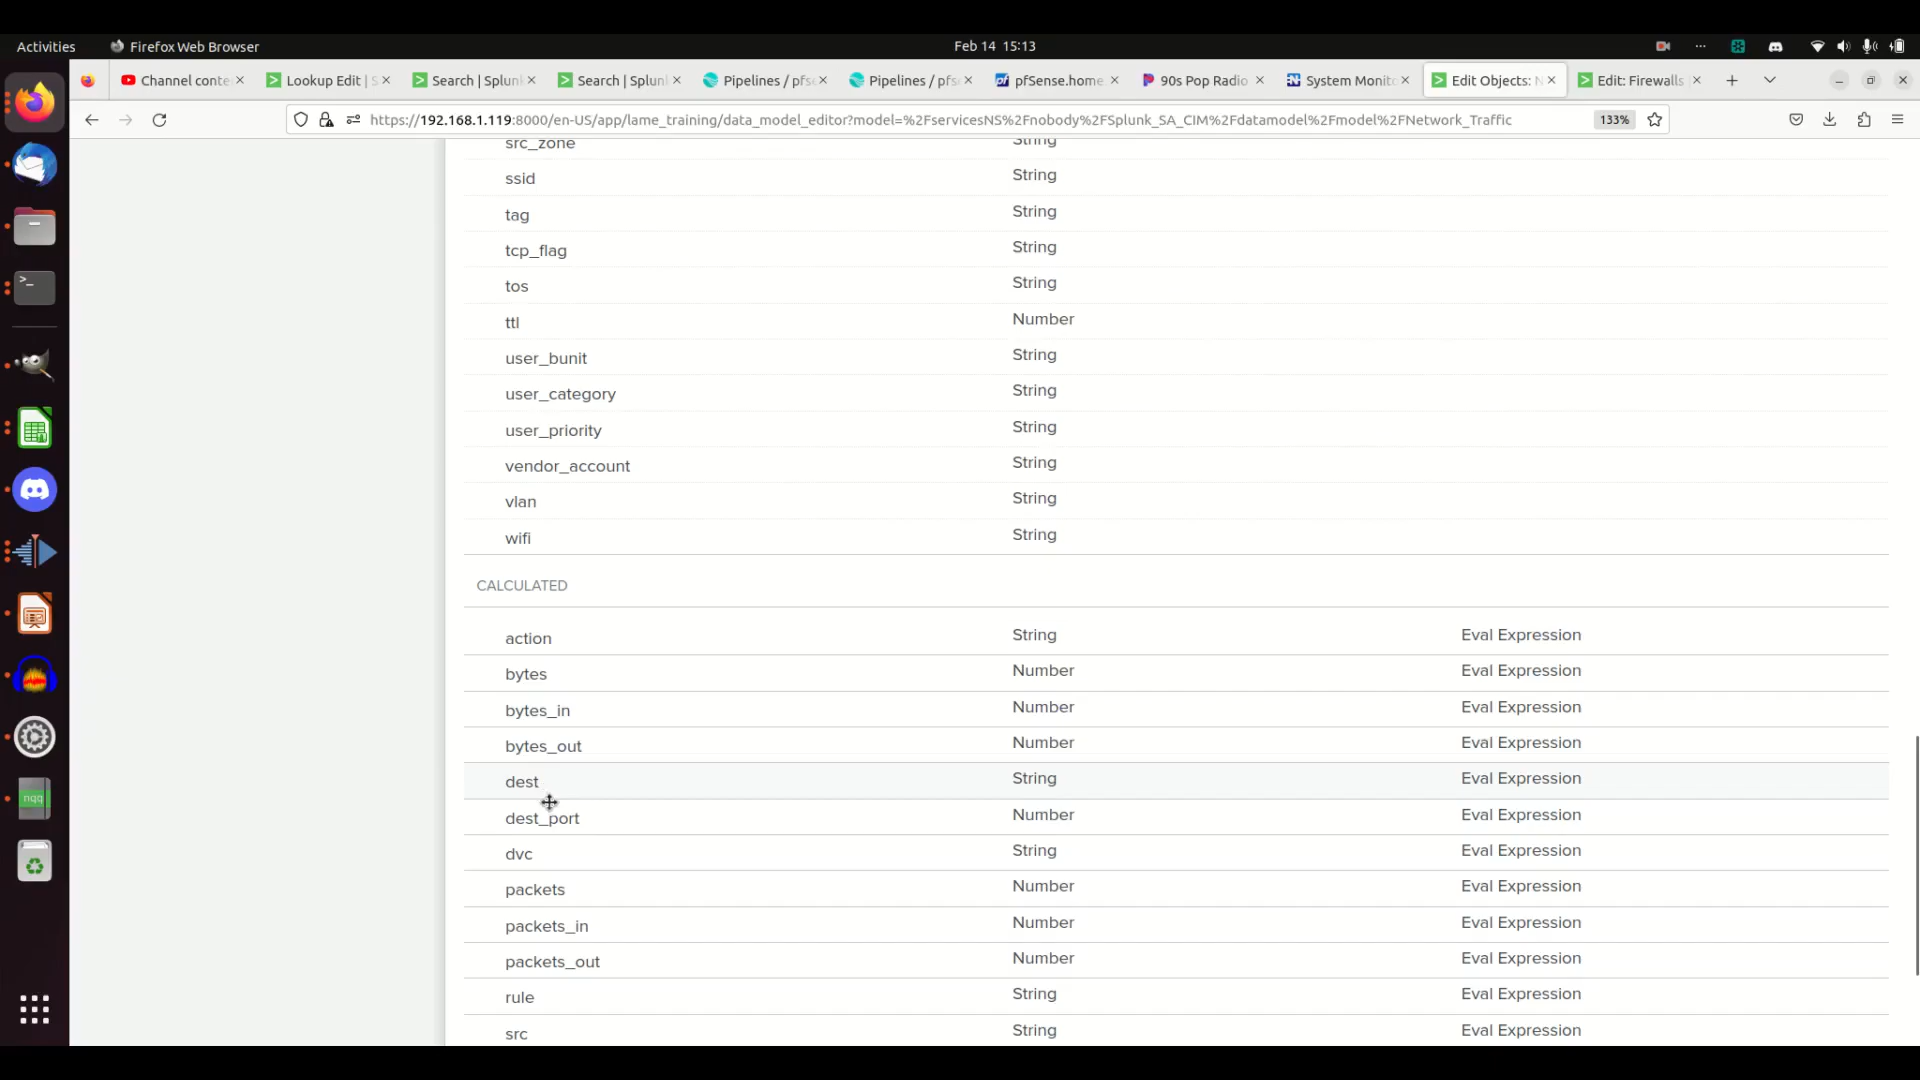 Activities Firefox Web Browser Feb 14 15:13
Channel conte Lookup Edit | S Search | Splun Search | Splun Pipelines / pfs Pipelines / pfs pfSense.home. 90s Pop Radio System Monito Edit Objects: N Edit: Firewalls
https://192.168.1.119:8000/en-US/app/lame_training/data_model_editor?model=%2FservicesNS%2Fnobody%2FSplunk_SA_CIM%2Fdatamodel%2Fmodel%2FNetwork_Traffic 133%
src_zone String
ssid String
tag String
tcp_flag String
tos String
ttl Number
user_bunit String
user_category String
user_priority String
vendor_account String
vlan String
wifi String
CALCULATED
action String Eval Expression
bytes Number Eval Expression
bytes_in Number Eval Expression
bytes_out Number Eval Expression
dest String Eval Expression
dest_port Number Eval Expression
dvc String Eval Expression
packets Number Eval Expression
packets_in Number Eval Expression
packets_out Number Eval Expression
rule String Eval Expression
src String Eval Expression
nqq